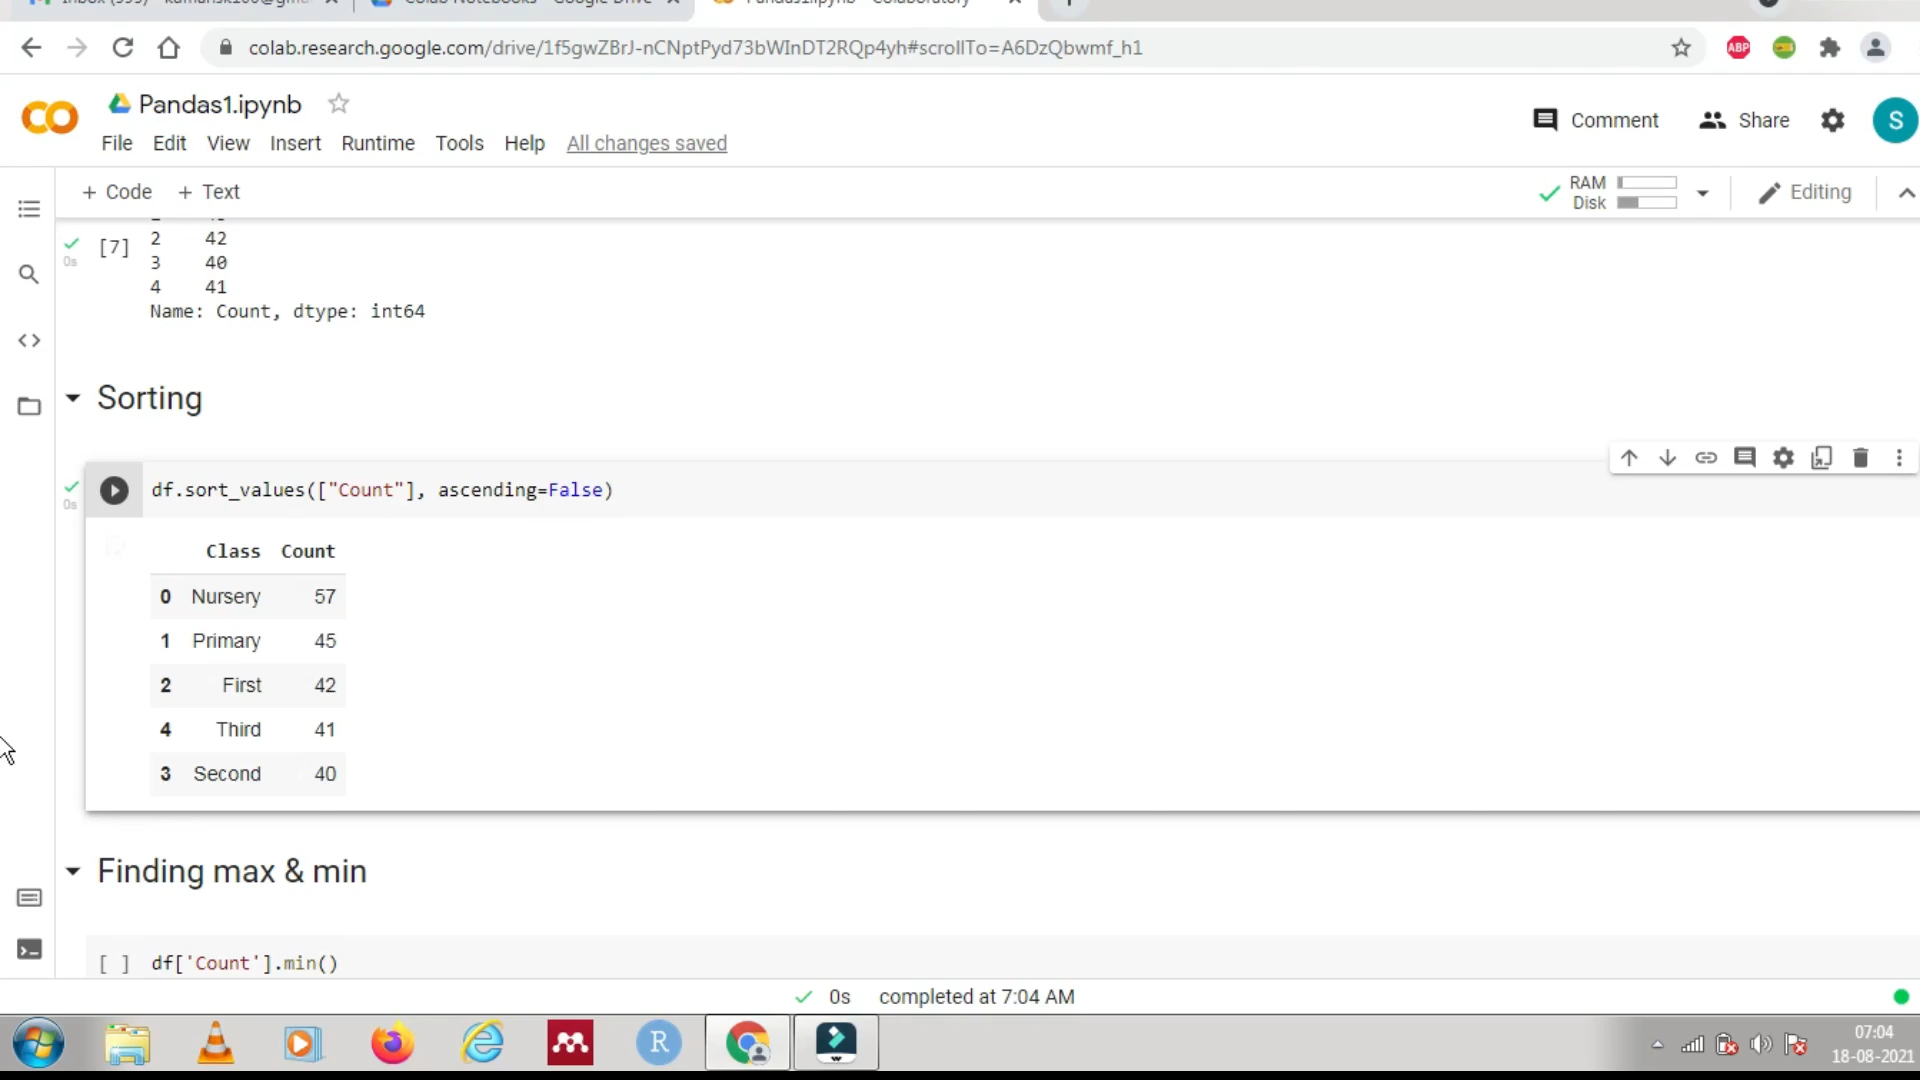 colab.research.google.com/drive/1f5gwZBrJ-nCNptPyd73bWInDT2RQp4yh#scrollTo=A6DzQbwmf_h1
ABP
Pandas1.ipynb
Comment
Share
S
File Edit View Insert Runtime Tools Help All changes saved
+ Code + Text
RAM
Disk
Editing
[7]
0s
2 42
3 40
4 41
Name: Count, dtype: int64
Sorting
0s
df.sort_values(["Count"], ascending=False)
Class Count
0 Nursery 57
1 Primary 45
2 First 42
4 Third 41
3 Second 40
Finding max & min
[ ] df['Count'].min()
0s completed at 7:04 AM
R
07:04
18-08-2021